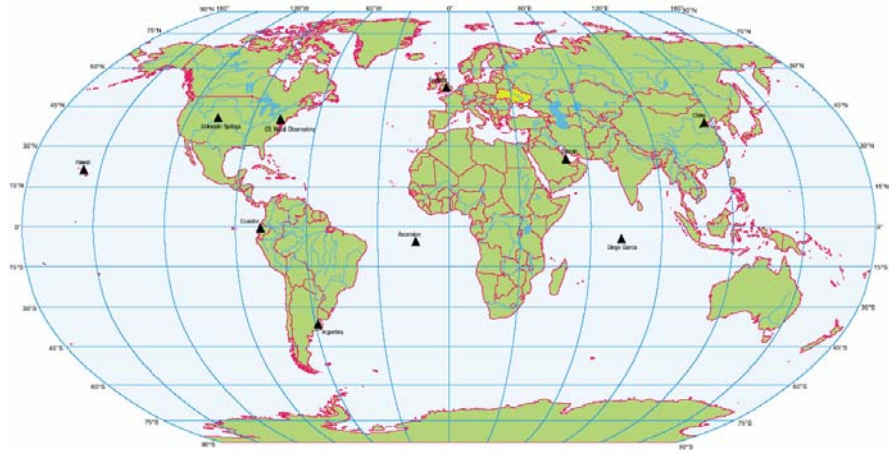 90°N 180° 120°W 60°W 0° 60°E 120°E 180° 90°N
75°N 75°N
60°N 60°N
45°N 45°N
30°N 30°N
15°N 15°N
0° 0°
15°S 15°S
30°S 30°S
45°S 45°S
60°S 60°S
75°S 75°S
90°S 90°S
England
Colorado Springs
US Naval Observatory
China
Hawaii
Ecuador
Ascension
Diego Garcia
Argentina